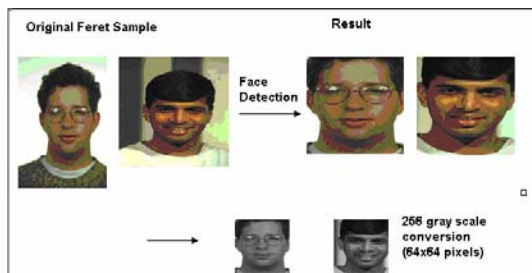 Original Feret Sample
Result
Face
Detection
256 gray scale
conversion
(64x64 pixels)